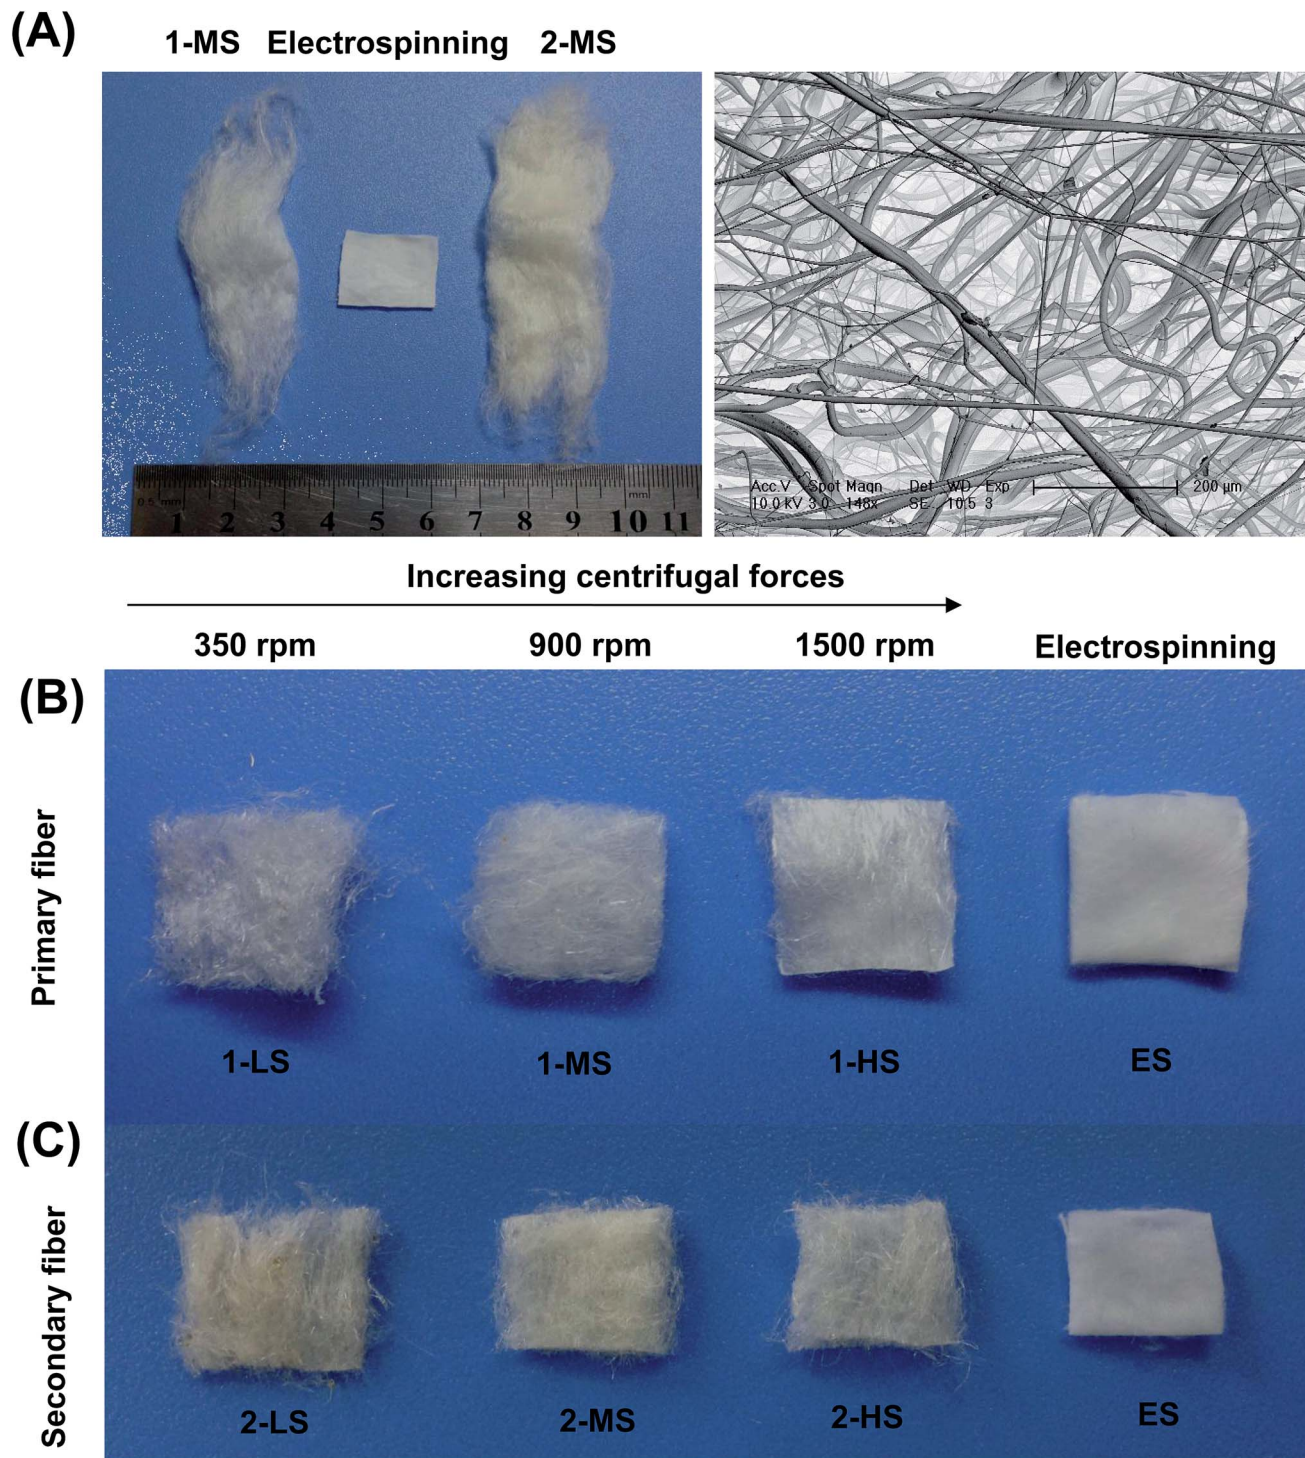 (A)
1-MS Electrospinning 2-MS
0.5 mm mm
1 2 3 4 5 6 7 8 9 10 11
Acc.V Spot Magn Det WD Exp 200 µm
10.0 kV 3.0 148x SE 10.5 3
Increasing centrifugal forces
350 rpm 900 rpm 1500 rpm Electrospinning
(B)
Primary fiber
1-LS 1-MS 1-HS ES
(C)
Secondary fiber
2-LS 2-MS 2-HS ES